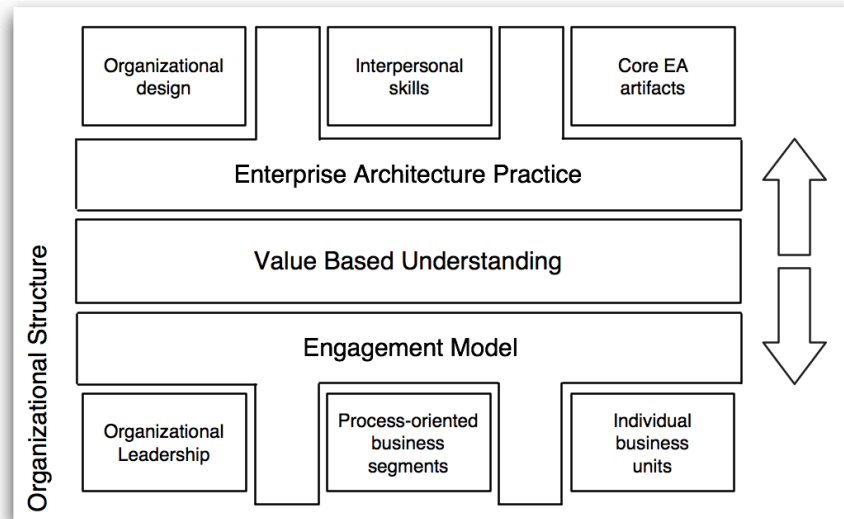 Organizational
design
Interpersonal
skills
Core EA
artifacts
Enterprise Architecture Practice
Value Based Understanding
Engagement Model
Organizational
Leadership
Process-oriented
business
segments
Individual
business
units
Organizational Structure